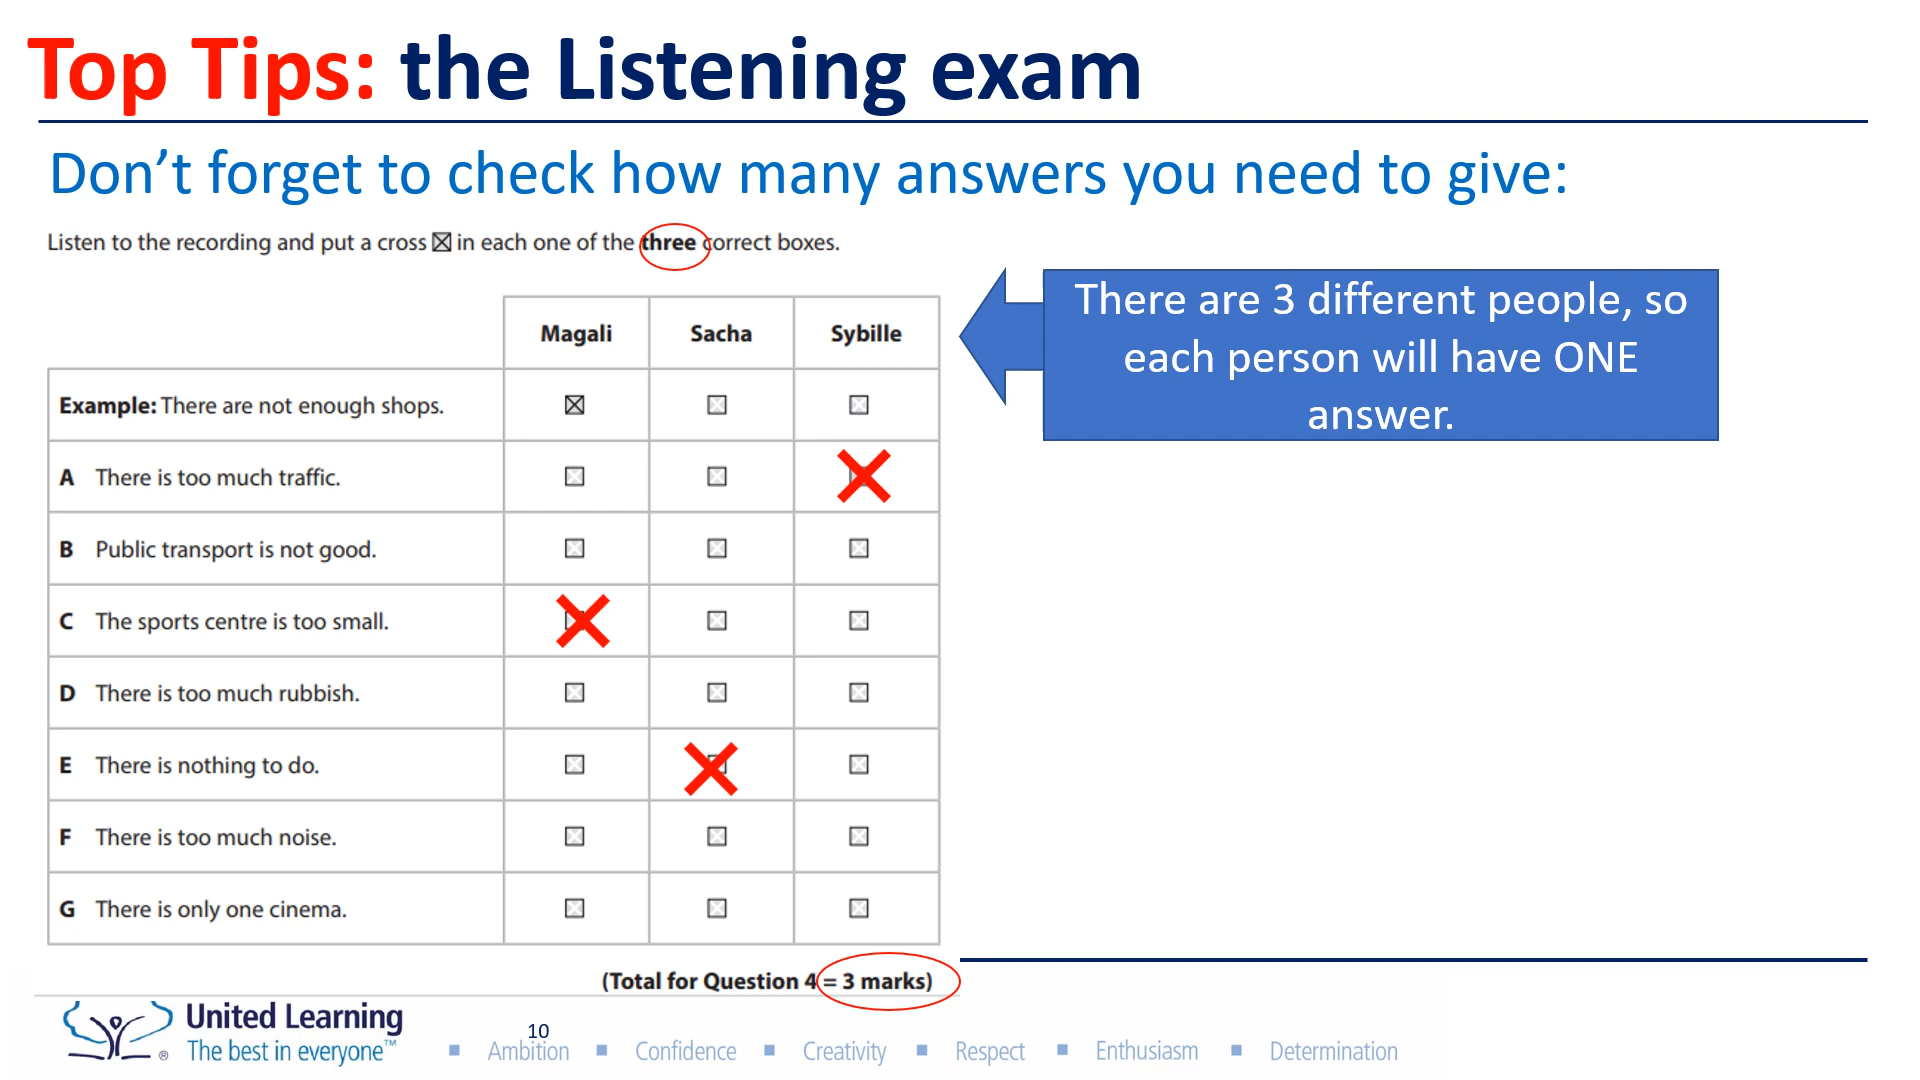 Top Tips: the Listening exam
Don’t forget to check how many answers you need to give:
Listen to the recording and put a cross ☒ in each one of the three correct boxes.
There are 3 different people, so
each person will have ONE
answer.
Magali Sacha Sybille
Example: There are not enough shops.
A There is too much traffic.
B Public transport is not good.
C The sports centre is too small.
D There is too much rubbish.
E There is nothing to do.
F There is too much noise.
G There is only one cinema.
(Total for Question 4 = 3 marks)
United Learning
The best in everyone™
®
10
▪ Ambition ▪ Confidence ▪ Creativity ▪ Respect ▪ Enthusiasm ▪ Determination